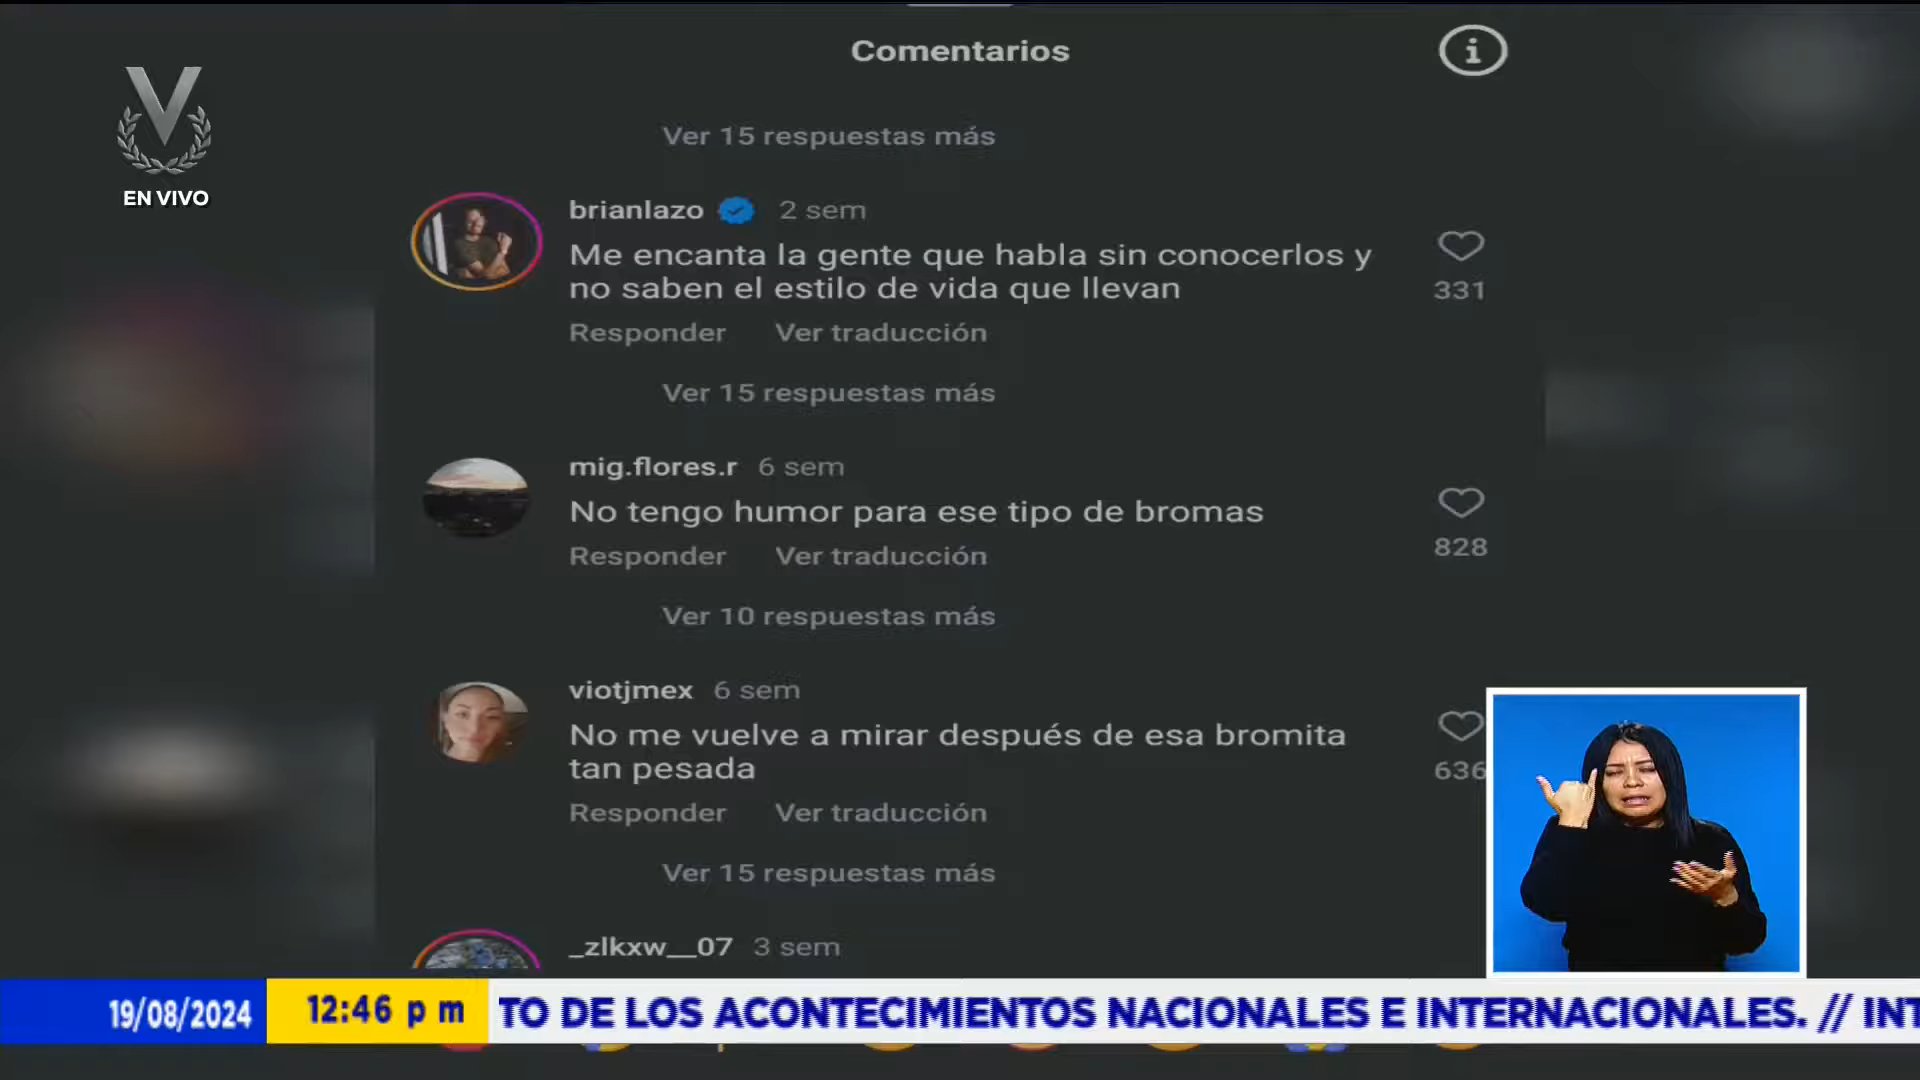 Comentarios
V
EN VIVO
Ver 15 respuestas más
brianlazo 2 sem
Me encanta la gente que habla sin conocerlos y
no saben el estilo de vida que llevan
331
Responder Ver traducción
Ver 15 respuestas más
mig.flores.r 6 sem
No tengo humor para ese tipo de bromas
828
Responder Ver traducción
Ver 10 respuestas más
viotjmex 6 sem
No me vuelve a mirar después de esa bromita
tan pesada
636
Responder Ver traducción
Ver 15 respuestas más
_zlkxw__07 3 sem
19/08/2024 12:46 p m TO DE LOS ACONTECIMIENTOS NACIONALES E INTERNACIONALES. // INT